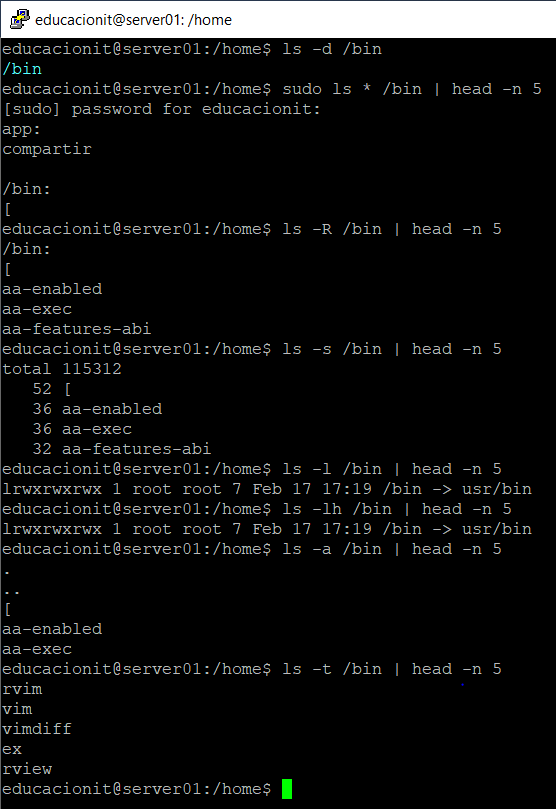 educacionit@server01: /home
educacionit@server01:/home$ ls -d /bin
/bin
educacionit@server01:/home$ sudo ls * /bin | head -n 5
[sudo] password for educacionit:
app:
compartir

/bin:
[
educacionit@server01:/home$ ls -R /bin | head -n 5
/bin:
[
aa-enabled
aa-exec
aa-features-abi
educacionit@server01:/home$ ls -s /bin | head -n 5
total 115312
   52 [
   36 aa-enabled
   36 aa-exec
   32 aa-features-abi
educacionit@server01:/home$ ls -l /bin | head -n 5
lrwxrwxrwx 1 root root 7 Feb 17 17:19 /bin -> usr/bin
educacionit@server01:/home$ ls -lh /bin | head -n 5
lrwxrwxrwx 1 root root 7 Feb 17 17:19 /bin -> usr/bin
educacionit@server01:/home$ ls -a /bin | head -n 5
.
..
[
aa-enabled
aa-exec
educacionit@server01:/home$ ls -t /bin | head -n 5
rvim
vim
vimdiff
ex
rview
educacionit@server01:/home$